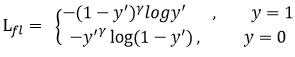 L_fl = { −(1 − y′)^γ logy′ , y = 1
−y′^γ log(1 − y′) , y = 0